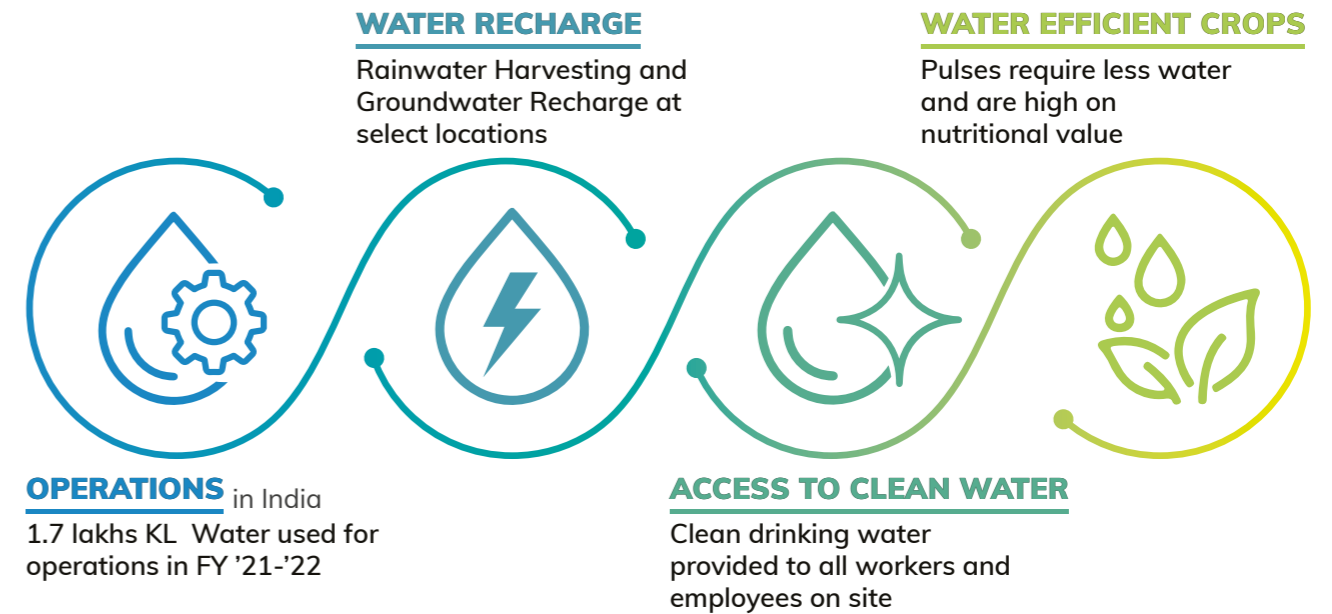 WATER RECHARGE
Rainwater Harvesting and
Groundwater Recharge at
select locations
WATER EFFICIENT CROPS
Pulses require less water
and are high on
nutritional value
OPERATIONS in India
1.7 lakhs KL Water used for
operations in FY ’21-’22
ACCESS TO CLEAN WATER
Clean drinking water
provided to all workers and
employees on site